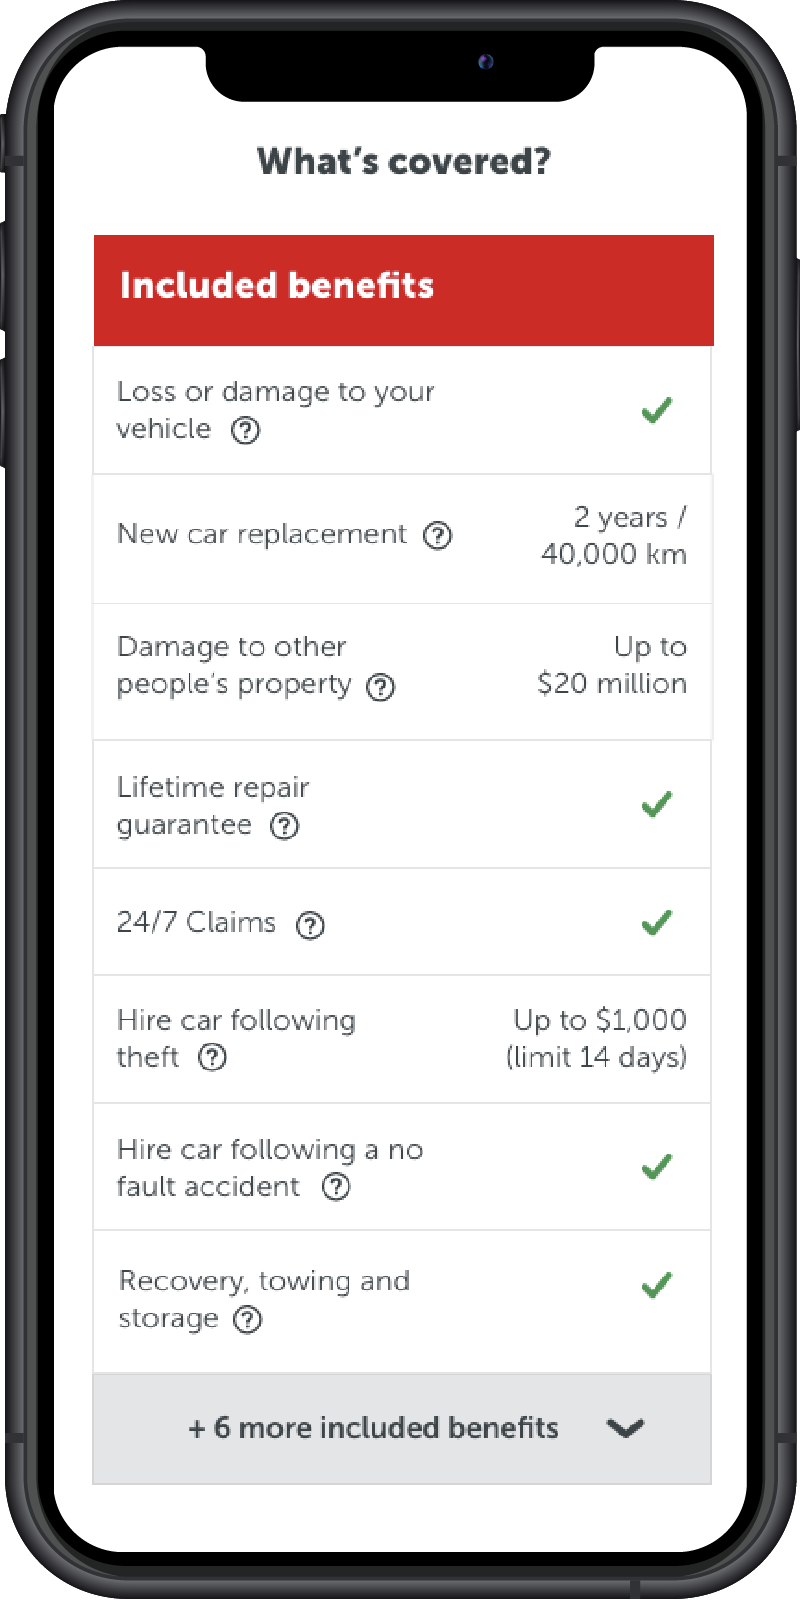 What's covered?
Included benefits
Loss or damage to your
vehicle ?
New car replacement ?
2 years /
40,000 km
Damage to other
people's property ?
Up to
$20 million
Lifetime repair
guarantee ?
24/7 Claims ?
Hire car following
theft ?
Up to $1,000
(limit 14 days)
Hire car following a no
fault accident ?
Recovery, towing and
storage ?
+ 6 more included benefits